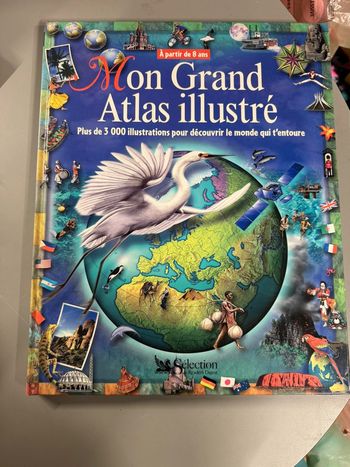 À partir de 8 ans
Mon Grand
Atlas illustré
Plus de 3 000 illustrations pour découvrir le monde qui t'entoure
Sélection
Reader's Digest